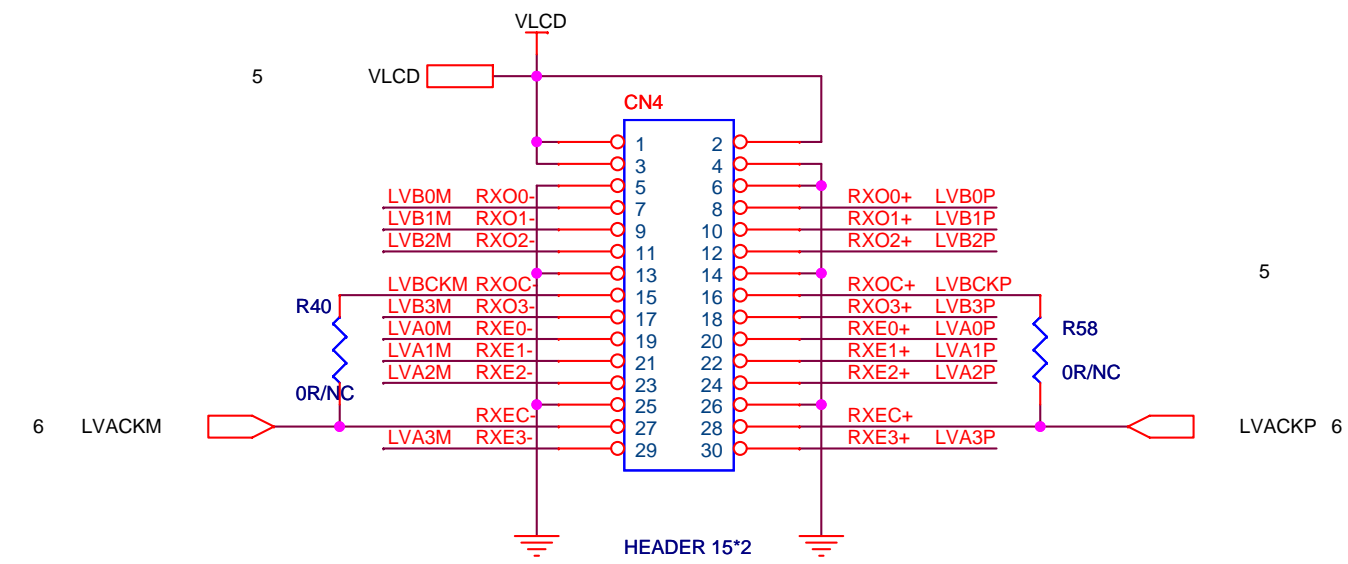 VLCD
5 VLCD
CN4
1 2
3 4
5 6
LVB0M RXO0- 7 8 RXO0+ LVB0P
LVB1M RXO1- 9 10 RXO1+ LVB1P
LVB2M RXO2- 11 12 RXO2+ LVB2P
13 14 5
LVBCKM RXOC- 15 16 RXOC+ LVBCKP
R40
LVB3M RXO3- 17 18 RXO3+ LVB3P
LVA0M RXE0- 19 20 RXE0+ LVA0P
R58
LVA1M RXE1- 21 22 RXE1+ LVA1P
LVA2M RXE2- 23 24 RXE2+ LVA2P
0R/NC 0R/NC
25 26
6 LVACKM RXEC- 27 28 RXEC+ LVACKP 6
LVA3M RXE3- 29 30 RXE3+ LVA3P
HEADER 15*2